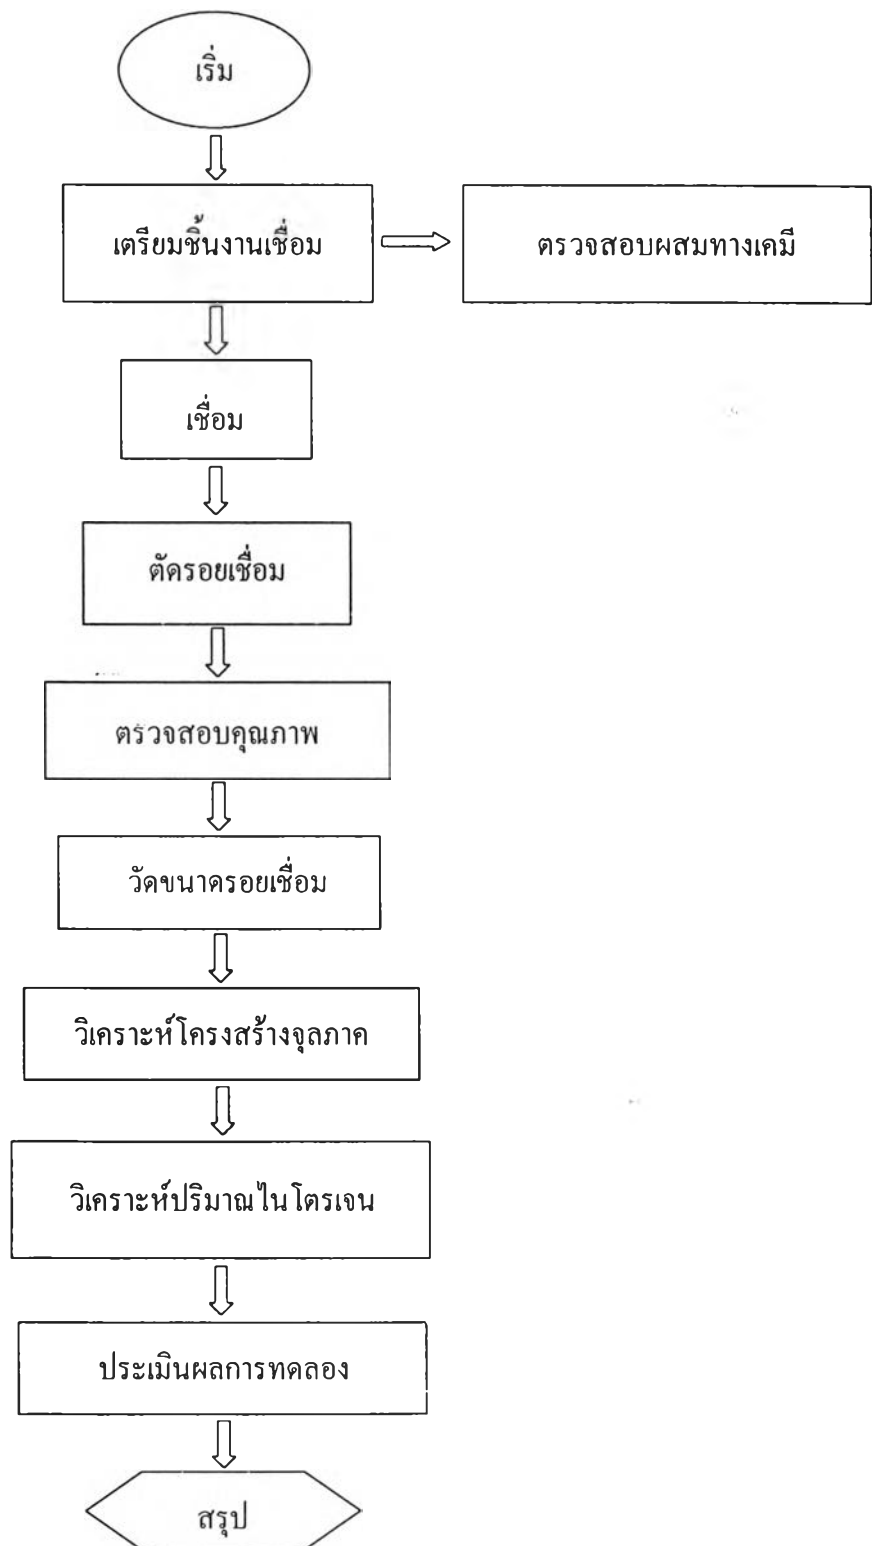 เริ่ม
เตรียมชิ้นงานเชื่อม
ตรวจสอบผสมทางเคมี
เชื่อม
ตัดรอยเชื่อม
ตรวจสอบคุณภาพ
วัดขนาดรอยเชื่อม
วิเคราะห์โครงสร้างจุลภาค
วิเคราะห์ปริมาณไนโตรเจน
ประเมินผลการทดลอง
สรุป